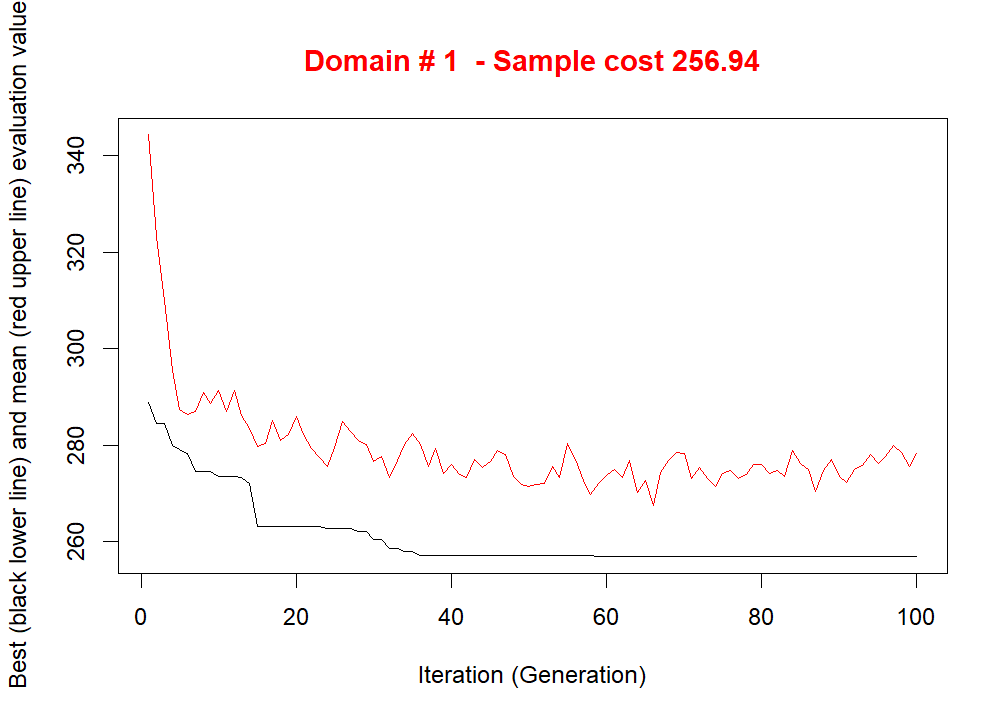 Domain # 1 - Sample cost 256.94
Best (black lower line) and mean (red upper line) evaluation value
340
320
300
280
260
0 20 40 60 80 100
Iteration (Generation)